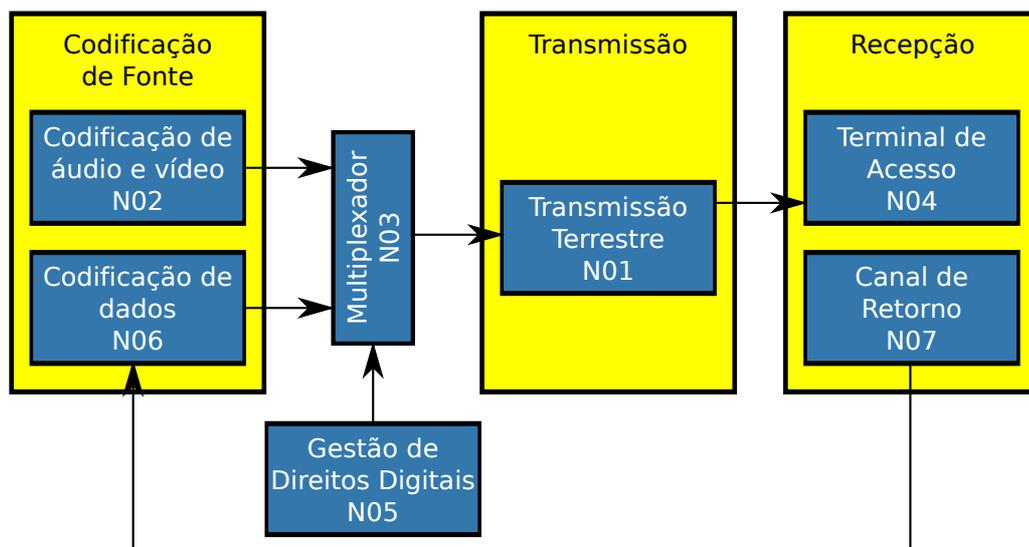 Codificação
de Fonte
Codificação de
áudio e vídeo
N02
Codificação de
dados
N06
Multiplexador
N03
Gestão de
Direitos Digitais
N05
Transmissão
Transmissão
Terrestre
N01
Recepção
Terminal de
Acesso
N04
Canal de
Retorno
N07